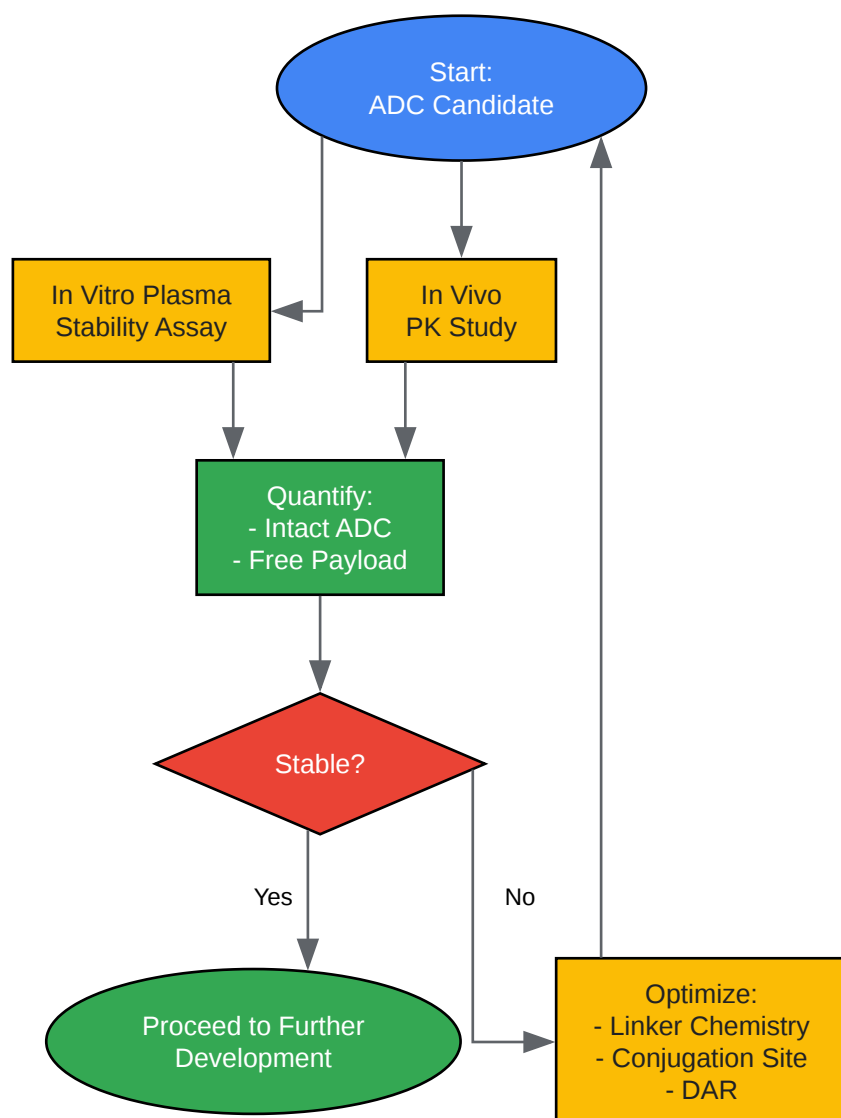 Start:
ADC Candidate
In Vitro Plasma
Stability Assay
In Vivo
PK Study
Quantify:
- Intact ADC
- Free Payload
Stable?
Yes
No
Proceed to Further
Development
Optimize:
- Linker Chemistry
- Conjugation Site
- DAR